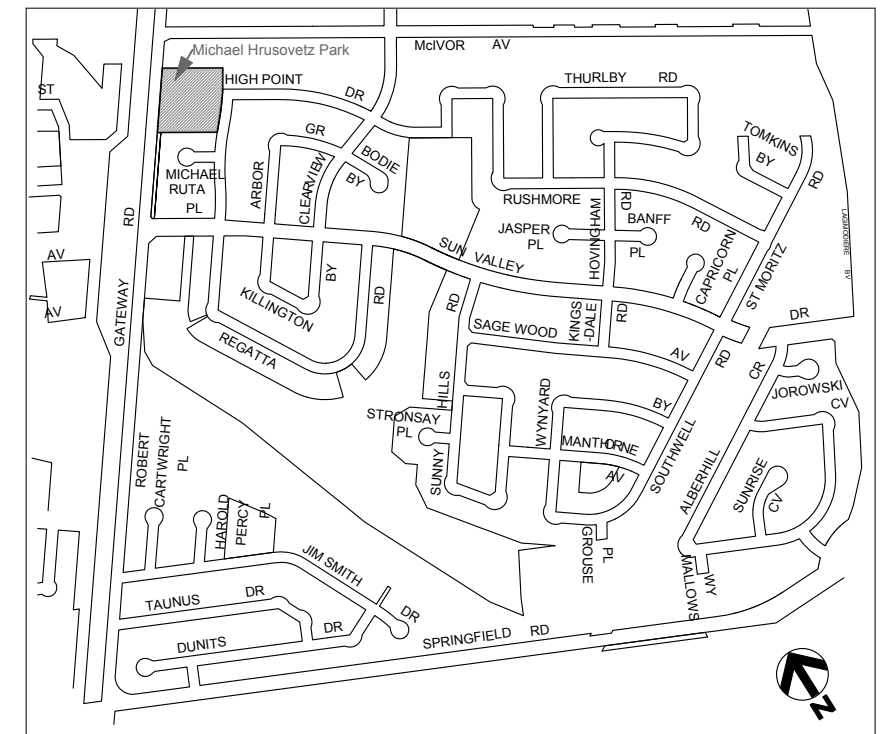 McIVOR AV
Michael Hrusovetz Park
ST
HIGH POINT
DR
THURLBY RD
GR
BODIE
BY
TOMKINS
BY
RD
MICHAEL
RUTA
PL
ARBOR
CLEARVIEW
BY
RUSHMORE
RD
RD
HOVINGHAM
JASPER
PL
BANFF
PL
CAPRICORN
PL
LAGIMODIERE BV
ST MORITZ
RD
AV
AV
GATEWAY
RD
SUN VALLEY
DR
KILLINGTON
REGATTA
RD
RD
SAGE WOOD
AV
KINGS
-DALE
RD
RD
CR
JOROWSKI
CV
HILLS
SUNNY
STRONSAY
PL
WYNYARD
BY
MANTHORNE
DR
AV
SOUTHWELL
ALBERHILL
SUNRISE
CV
ROBERT
CARTWRIGHT
PL
HAROLD
PERCY
PL
GROUSE
PL
MALLOWS
WY
JIM SMITH
DR
TAUNUS DR
DUNITS
DR
SPRINGFIELD RD
N